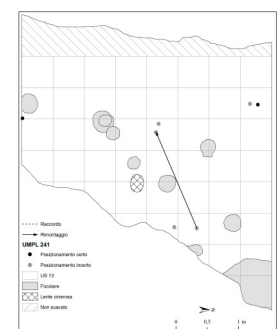 Raccordo
Rimontaggio
UMPL 241
Posizionamento certo
Posizionamento incerto
US 13
Focolare
Lente cinerosa
Non scavato
N
0 0,5 1 m